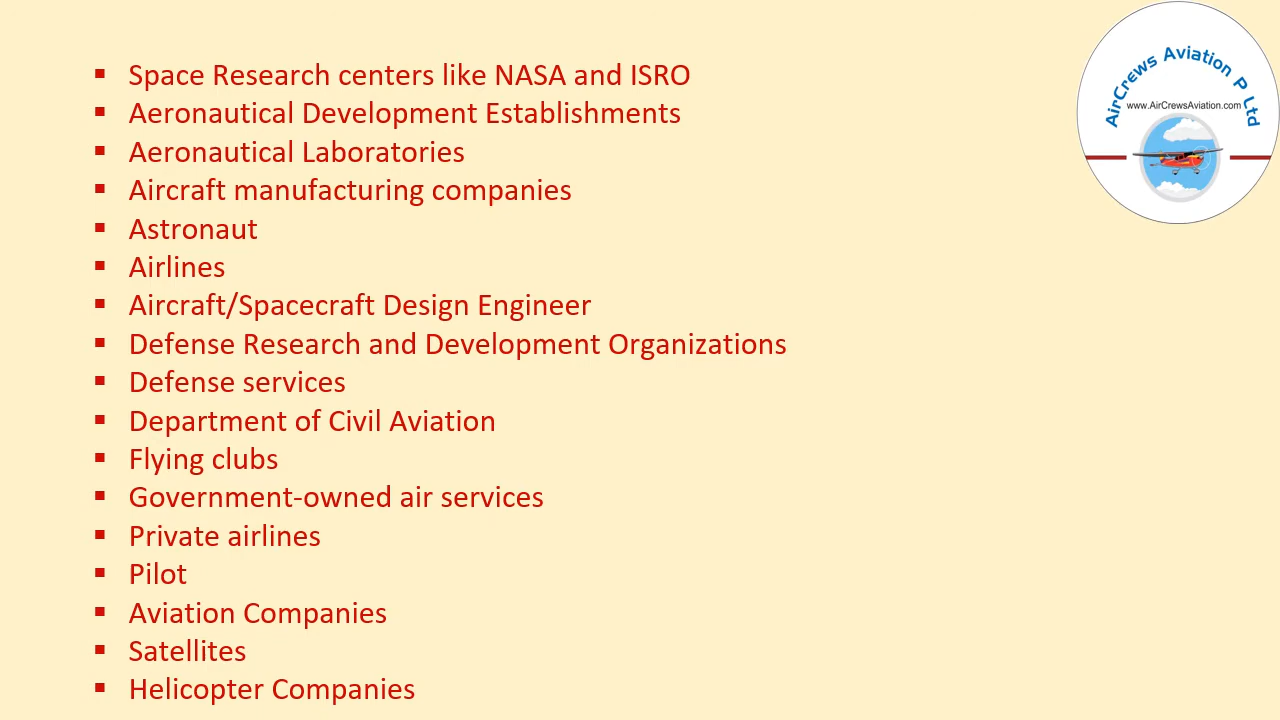 Space Research centers like NASA and ISRO
Aeronautical Development Establishments
Aeronautical Laboratories
Aircraft manufacturing companies
Astronaut
Airlines
Aircraft/Spacecraft Design Engineer
Defense Research and Development Organizations
Defense services
Department of Civil Aviation
Flying clubs
Government-owned air services
Private airlines
Pilot
Aviation Companies
Satellites
Helicopter Companies
AirCrews Aviation P Ltd
www.AirCrewsAviation.com